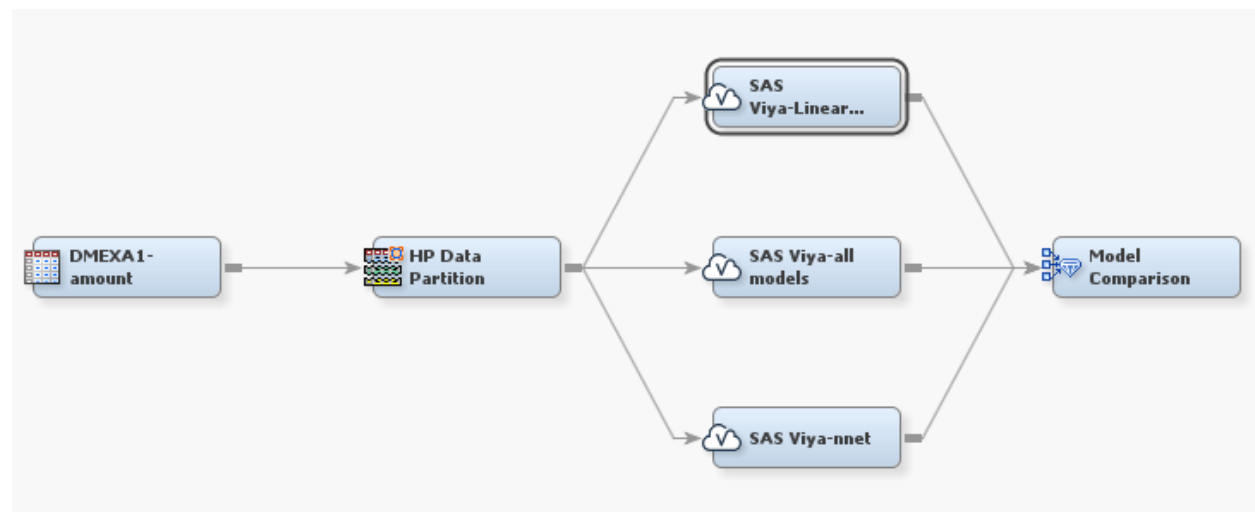 SAS
Viya-Linear...
DMEXA1-
amount
HP Data
Partition
SAS Viya-all
models
Model
Comparison
SAS Viya-nnet